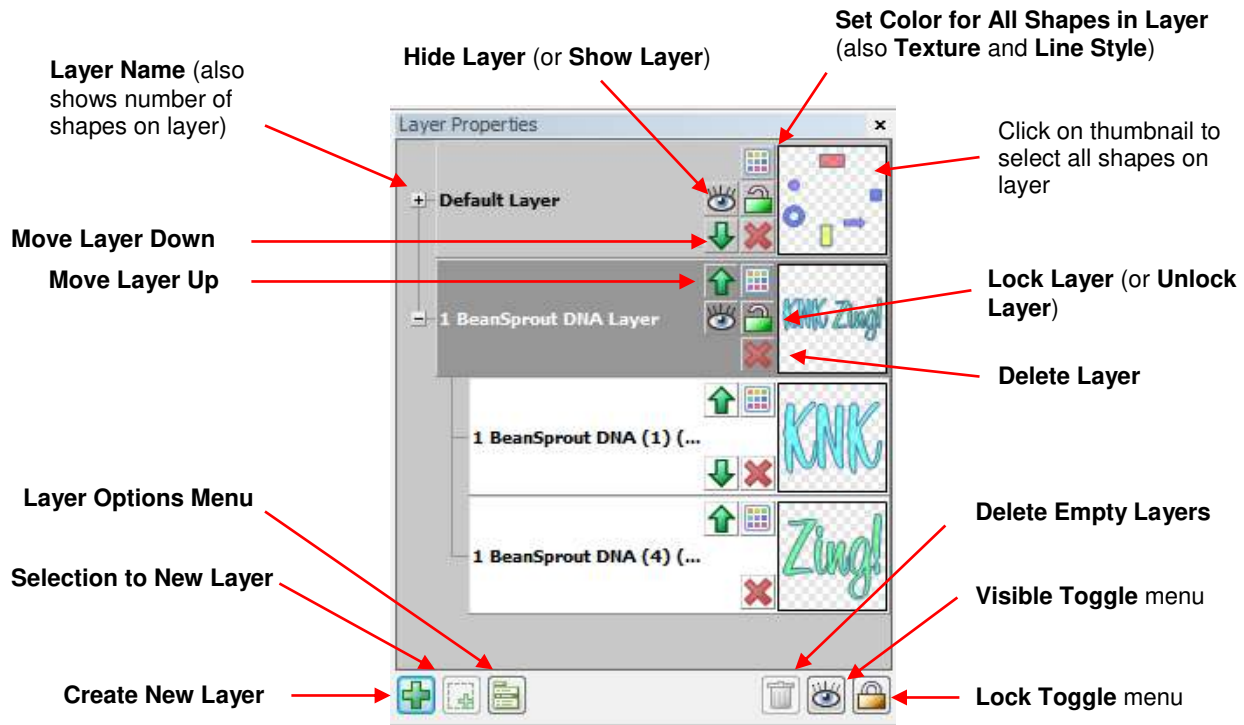 Set Color for All Shapes in Layer
(also Texture and Line Style)
Hide Layer (or Show Layer)
Layer Name (also
shows number of
shapes on layer)
Layer Properties
Click on thumbnail to
select all shapes on
layer
Default Layer
Move Layer Down
Move Layer Up
Lock Layer (or Unlock
Layer)
1 BeanSprout DNA Layer
KNK Zing!
Delete Layer
1 BeanSprout DNA (1) (...
KNK
Layer Options Menu
Delete Empty Layers
1 BeanSprout DNA (4) (...
Zing!
Selection to New Layer
Visible Toggle menu
Create New Layer
Lock Toggle menu